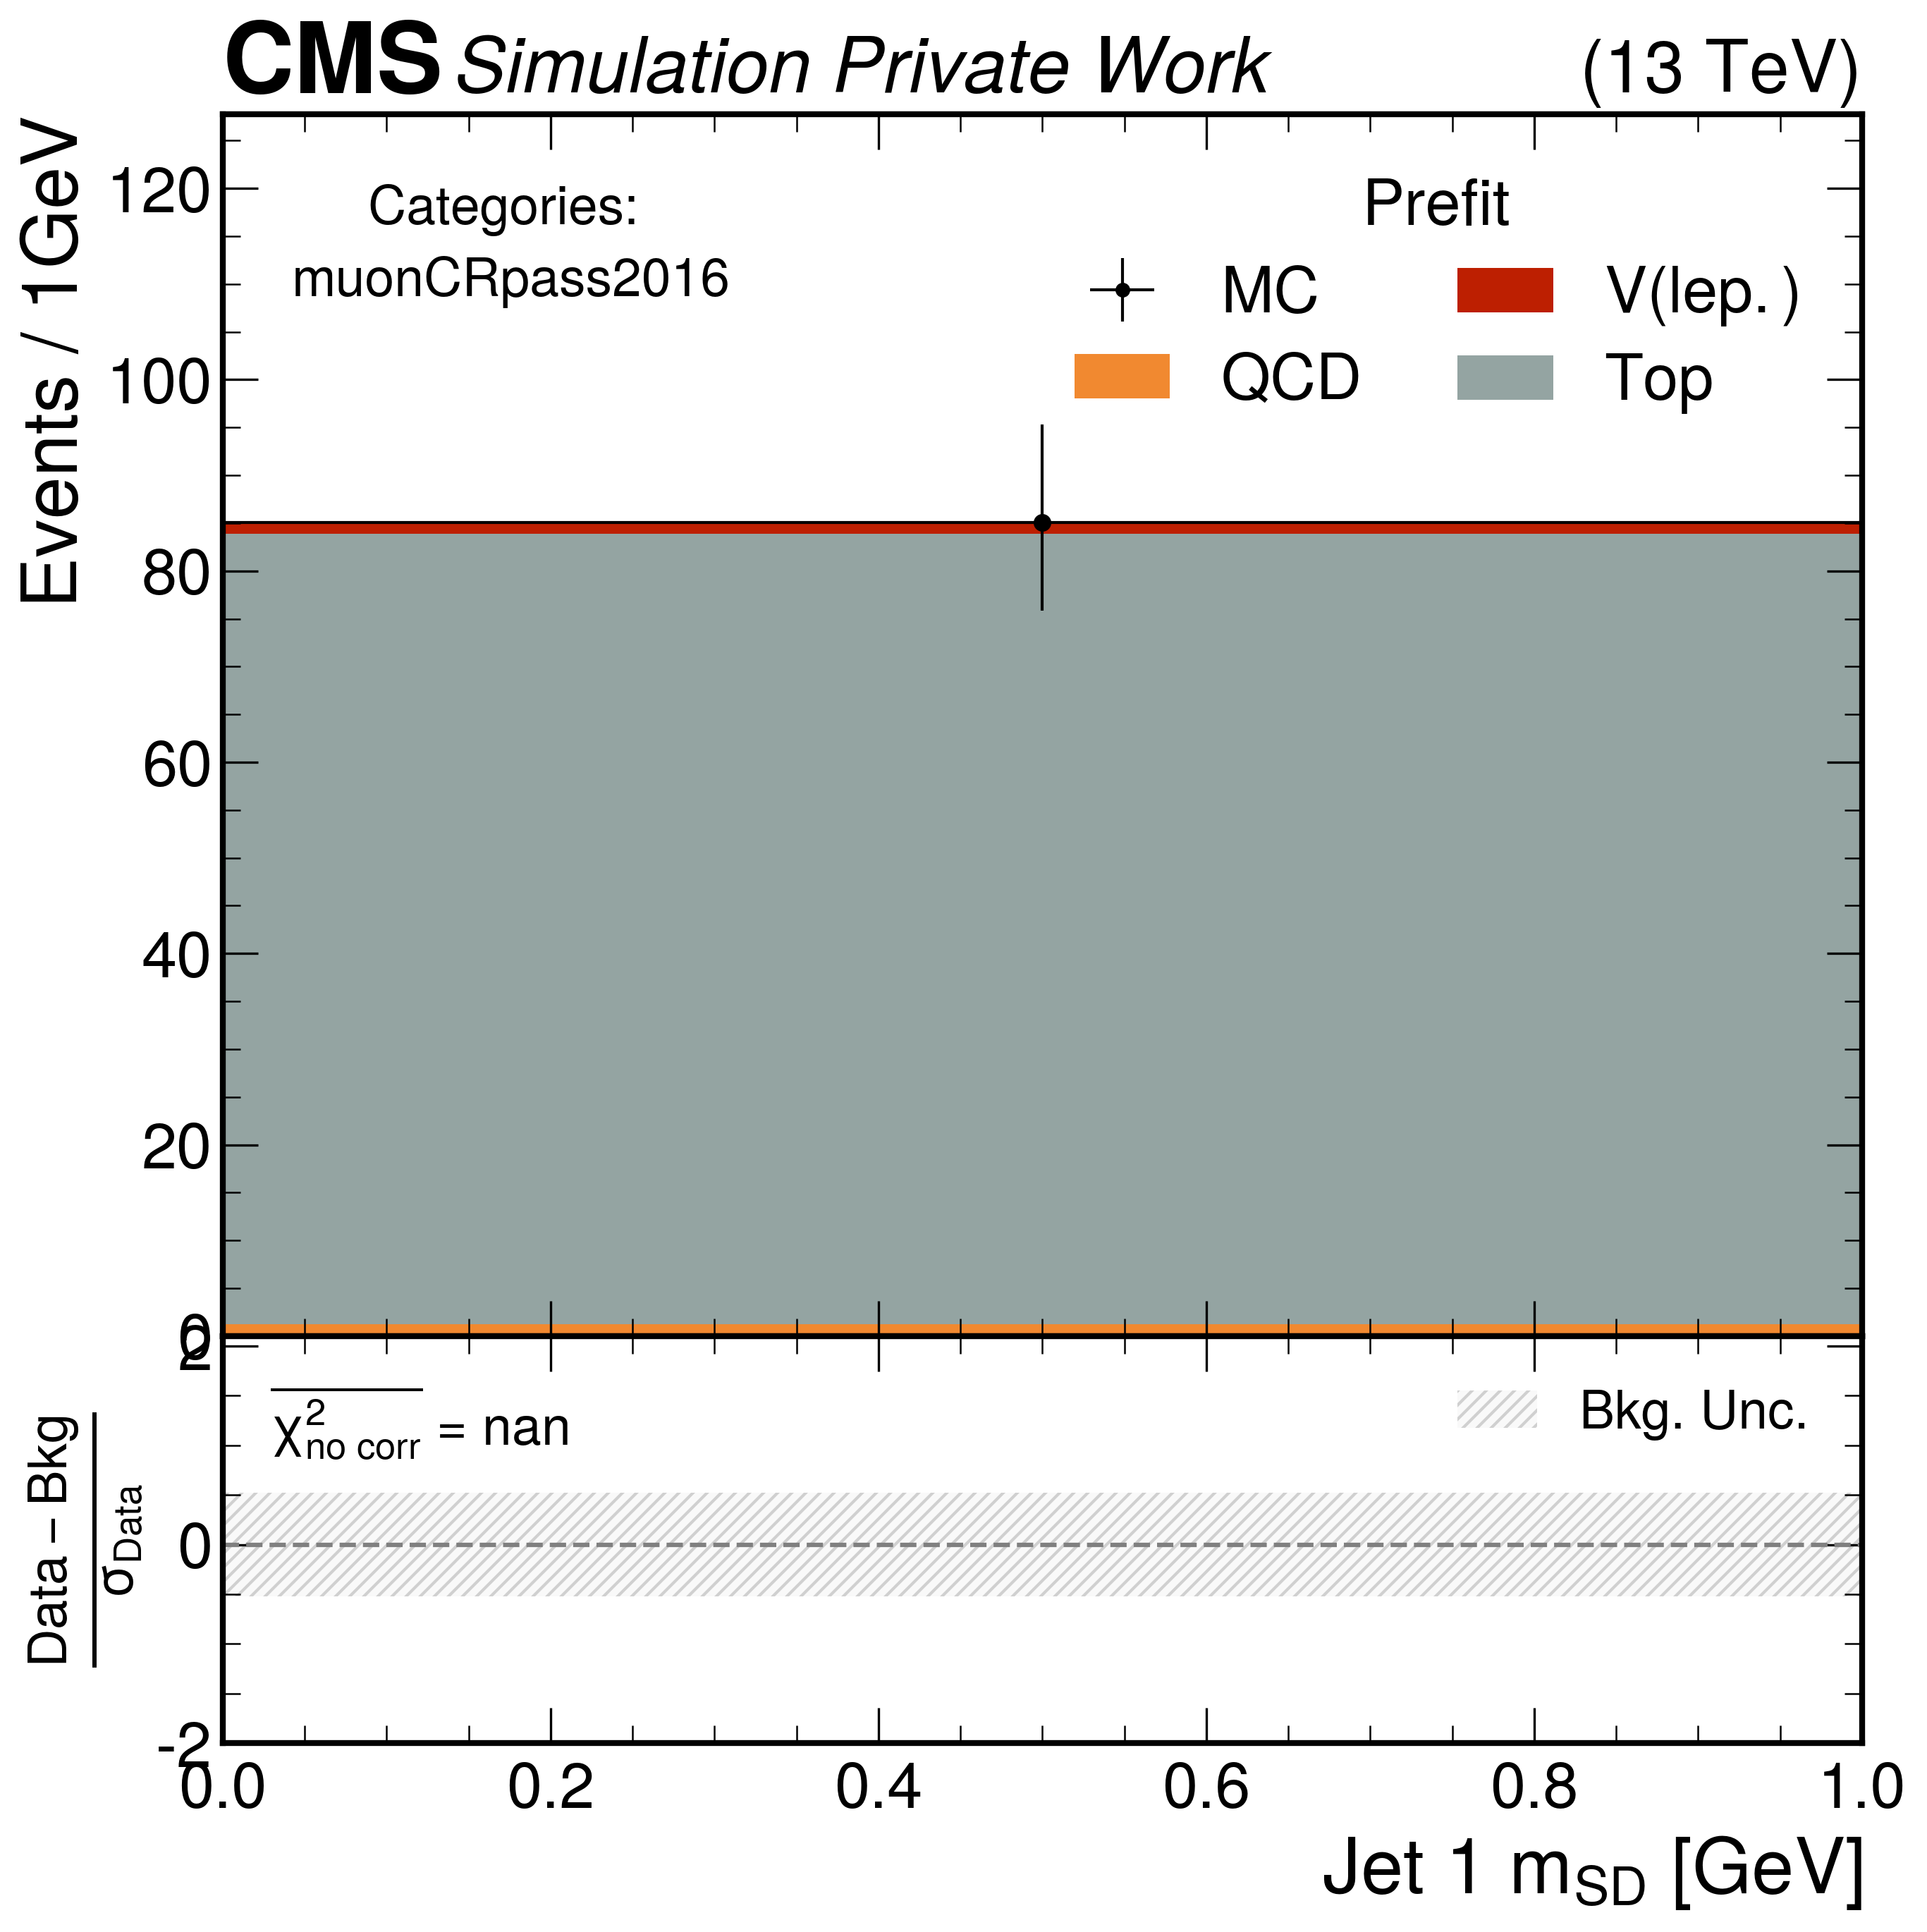 CMS Simulation Private Work (13 TeV)
Events / 1 GeV
120
100
80
60
40
20
0
Categories:
muonCRpass2016
Prefit
MC
V(lep.)
QCD
Top
Data – Bkg
σData
2
0
-2
χ²no corr = nan
Bkg. Unc.
0.0 0.2 0.4 0.6 0.8 1.0
Jet 1 mSD [GeV]